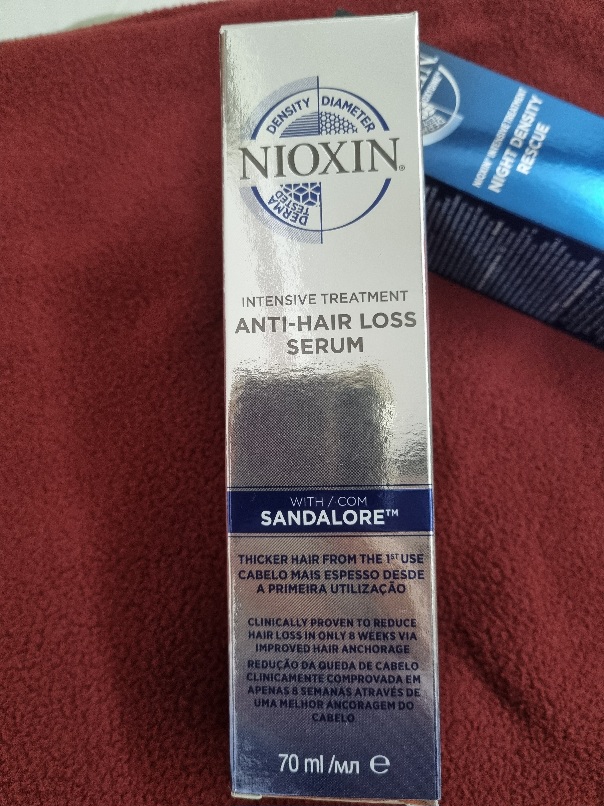 DENSITY DIAMETER
NIOXIN®
DERMA
TESTED
INTENSIVE TREATMENT
ANTI-HAIR LOSS
SERUM
WITH / COM
SANDALORE™
THICKER HAIR FROM THE 1ST USE
CABELO MAIS ESPESSO DESDE
A PRIMEIRA UTILIZAÇÃO
CLINICALLY PROVEN TO REDUCE
HAIR LOSS IN ONLY 8 WEEKS VIA
IMPROVED HAIR ANCHORAGE
REDUÇÃO DA QUEDA DE CABELO
CLINICAMENTE COMPROVADA EM
APENAS 8 SEMANAS ATRAVÉS DE
UMA MELHOR ANCORAGEM DO
CABELO
70 ml /мл e
NIOXIN® INTENSIVE TREATMENT
NIGHT DENSITY
RESCUE